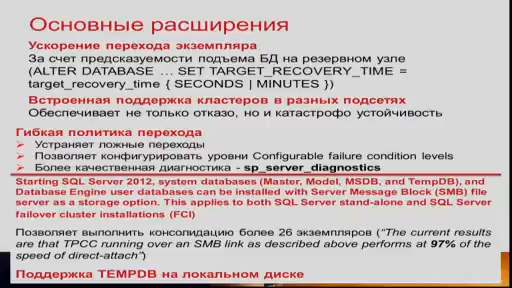 Основные расширения
Ускорение перехода экземпляра
За счет предсказуемости подъема БД на резервном узле
(ALTER DATABASE … SET TARGET_RECOVERY_TIME =
target_recovery_time { SECONDS | MINUTES })
Встроенная поддержка кластеров в разных подсетях
Обеспечивает не только отказо, но и катастрофо устойчивость
Гибкая политика перехода
Устраняет ложные переходы
Позволяет конфигурировать уровни Configurable failure condition levels
Более качественная диагностика - sp_server_diagnostics
Starting SQL Server 2012, system databases (Master, Model, MSDB, and TempDB), and
Database Engine user databases can be installed with Server Message Block (SMB) file
server as a storage option. This applies to both SQL Server stand-alone and SQL Server
failover cluster installations (FCI)
Позволяет выполнить консолидацию более 26 экземпляров ("The current results
are that TPCC running over an SMB link as described above performs at 97% of the
speed of direct-attach")
Поддержка TEMPDB на локальном диске